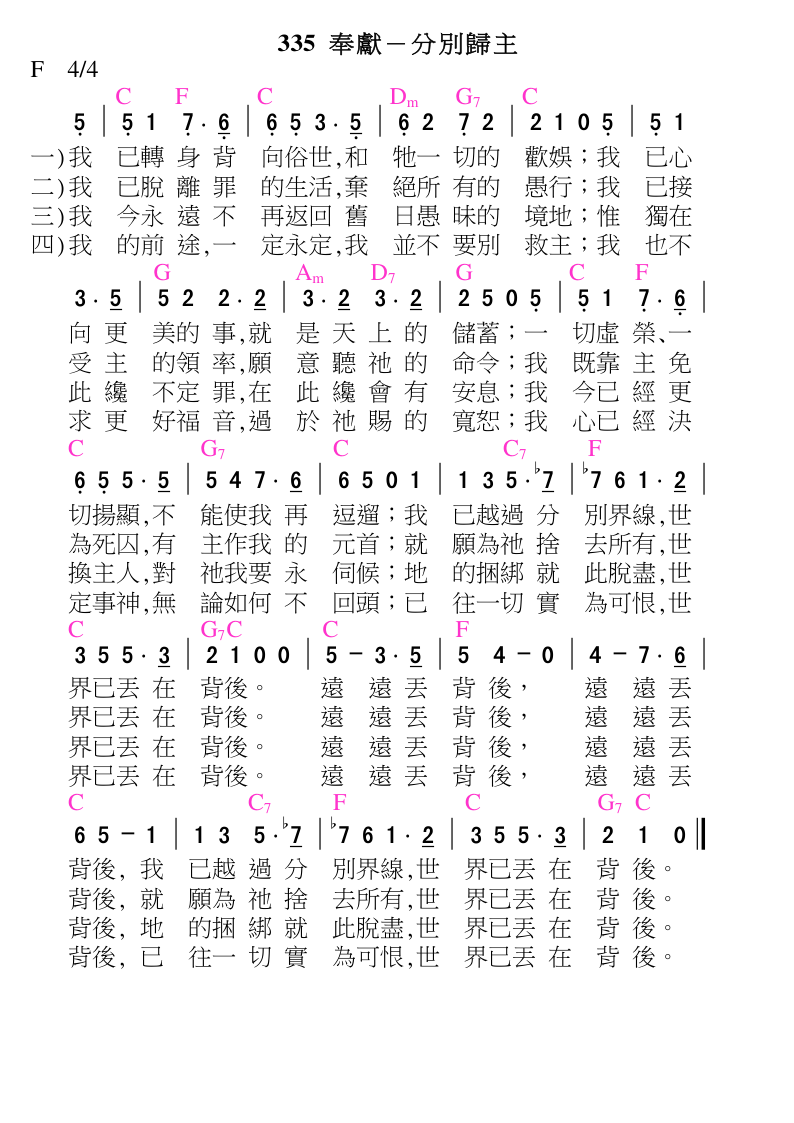 335 奉獻－分別歸主
F 4/4
C F C Dm G7 C
5 | 5 1 7 · 6 | 6 5 3 · 5 | 6 2 7 2 | 2 1 0 5 | 5 1
一)我 已轉 身 背 向俗世,和 牠一 切的 歡娛；我 已心
二)我 已脫 離 罪 的生活,棄 絕所 有的 愚行；我 已接
三)我 今永 遠 不 再返回 舊 日愚 昧的 境地；惟 獨在
四)我 的前 途,一 定永定,我 並不 要別 救主；我 也不
G Am D7 G C F
3 · 5 | 5 2 2 · 2 | 3 · 2 3 · 2 | 2 5 0 5 | 5 1 7 · 6 |
向 更 美的 事,就 是 天 上 的 儲蓄；一 切虛 榮、一
受 主 的領 率,願 意 聽 祂 的 命令；我 既靠 主 免
此 纔 不定 罪,在 此 纔 會 有 安息；我 今已 經 更
求 更 好福 音,過 於 祂 賜 的 寬恕；我 心已 經 決
C G7 C C7 F
6 5 5 · 5 | 5 4 7 · 6 | 6 5 0 1 | 1 3 5 · ♭7 | ♭7 6 1 · 2 |
切揚顯,不 能使我 再 逗遛；我 已越過 分 別界線,世
為死囚,有 主作我 的 元首；就 願為祂 捨 去所有,世
換主人,對 祂我要 永 伺候；地 的捆綁 就 此脫盡,世
定事神,無 論如何 不 回頭；已 往一切 實 為可恨,世
C G7 C C F
3 5 5 · 3 | 2 1 0 0 | 5 － 3 · 5 | 5 4 － 0 | 4 － 7 · 6 |
界已丟 在 背後。 遠 遠 丟 背 後， 遠 遠 丟
界已丟 在 背後。 遠 遠 丟 背 後， 遠 遠 丟
界已丟 在 背後。 遠 遠 丟 背 後， 遠 遠 丟
界已丟 在 背後。 遠 遠 丟 背 後， 遠 遠 丟
C C7 F C G7 C
6 5 － 1 | 1 3 5 · ♭7 | ♭7 6 1 · 2 | 3 5 5 · 3 | 2 1 0 ‖
背後, 我 已越 過 分 別界線,世 界已丟 在 背 後。
背後, 就 願為 祂 捨 去所有,世 界已丟 在 背 後。
背後, 地 的捆 綁 就 此脫盡,世 界已丟 在 背 後。
背後, 已 往一 切 實 為可恨,世 界已丟 在 背 後。